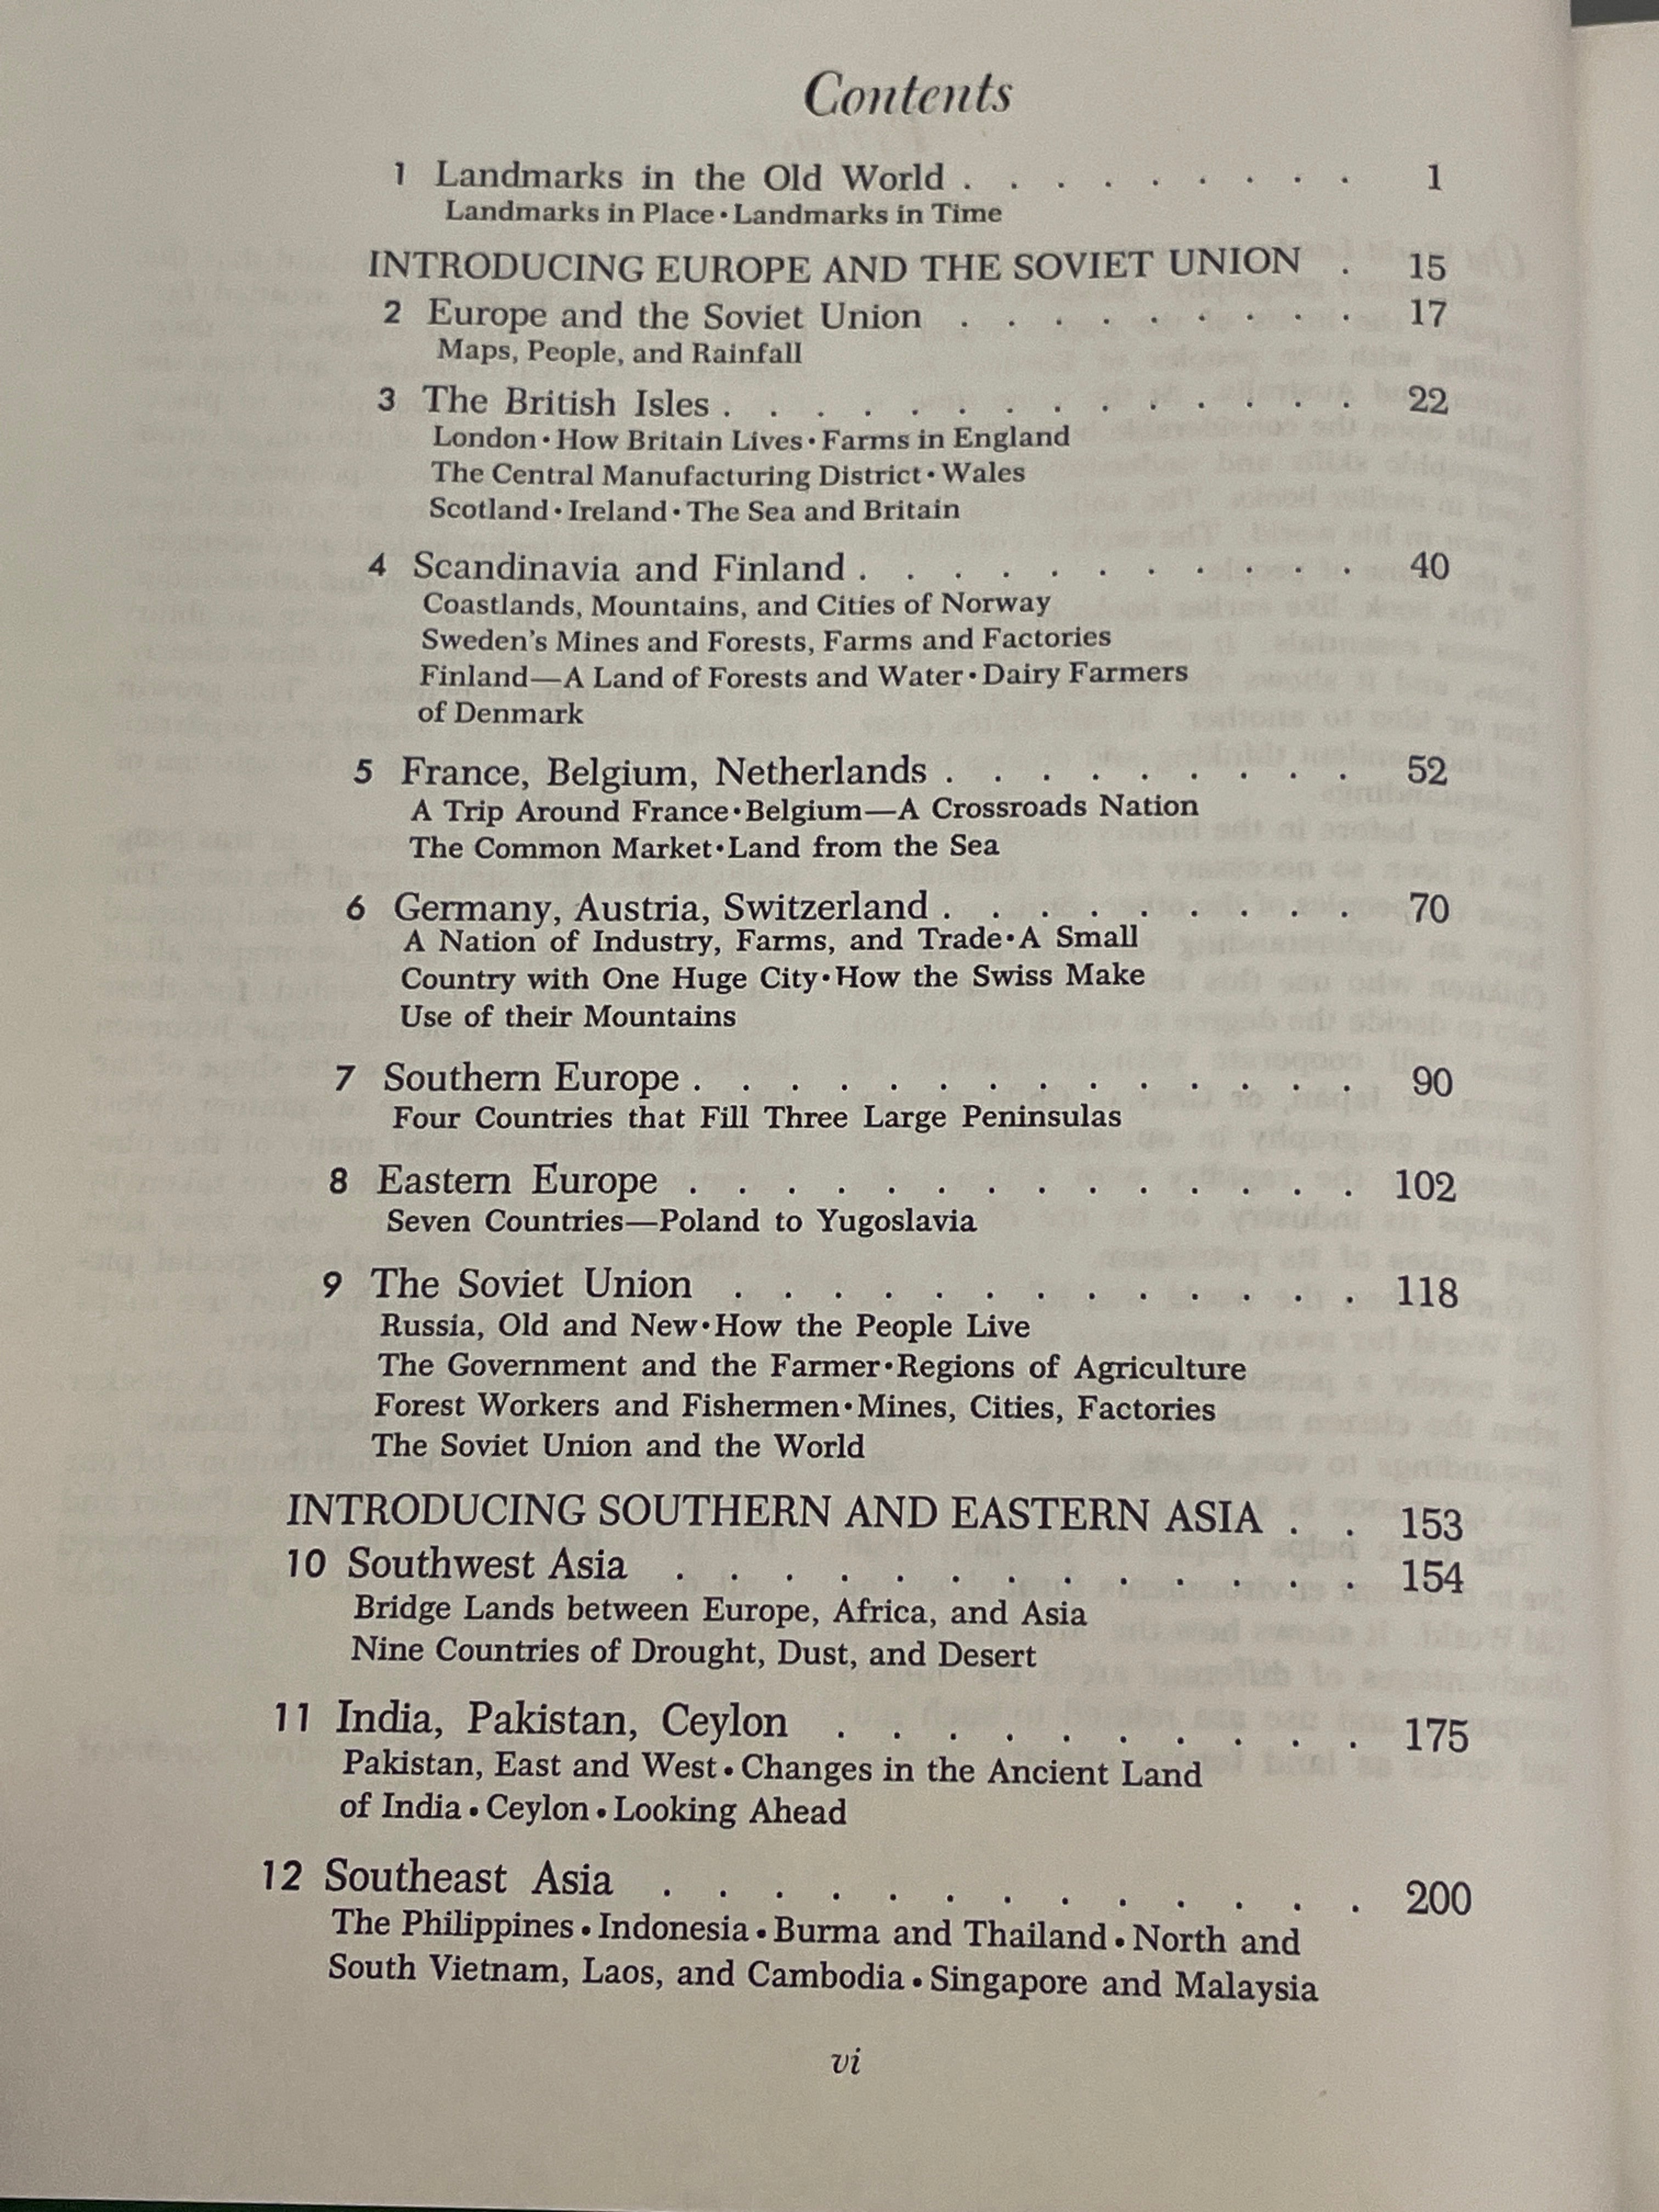 Contents
1 Landmarks in the Old World . . . . . . . . . 1
Landmarks in Place • Landmarks in Time
INTRODUCING EUROPE AND THE SOVIET UNION . 15
2 Europe and the Soviet Union . . . . . . . . . 17
Maps, People, and Rainfall
3 The British Isles . . . . . . . . . . . . . . 22
London • How Britain Lives • Farms in England
The Central Manufacturing District • Wales
Scotland • Ireland • The Sea and Britain
4 Scandinavia and Finland . . . . . . . . . . . 40
Coastlands, Mountains, and Cities of Norway
Sweden's Mines and Forests, Farms and Factories
Finland—A Land of Forests and Water • Dairy Farmers
of Denmark
5 France, Belgium, Netherlands . . . . . . . . . 52
A Trip Around France • Belgium—A Crossroads Nation
The Common Market • Land from the Sea
6 Germany, Austria, Switzerland . . . . . . . . . 70
A Nation of Industry, Farms, and Trade • A Small
Country with One Huge City • How the Swiss Make
Use of their Mountains
7 Southern Europe . . . . . . . . . . . . . . 90
Four Countries that Fill Three Large Peninsulas
8 Eastern Europe . . . . . . . . . . . . . . 102
Seven Countries—Poland to Yugoslavia
9 The Soviet Union . . . . . . . . . . . . . 118
Russia, Old and New • How the People Live
The Government and the Farmer • Regions of Agriculture
Forest Workers and Fishermen • Mines, Cities, Factories
The Soviet Union and the World
INTRODUCING SOUTHERN AND EASTERN ASIA . . 153
10 Southwest Asia . . . . . . . . . . . . . 154
Bridge Lands between Europe, Africa, and Asia
Nine Countries of Drought, Dust, and Desert
11 India, Pakistan, Ceylon . . . . . . . . . . 175
Pakistan, East and West • Changes in the Ancient Land
of India • Ceylon • Looking Ahead
12 Southeast Asia . . . . . . . . . . . . . 200
The Philippines • Indonesia • Burma and Thailand • North and
South Vietnam, Laos, and Cambodia • Singapore and Malaysia
vi